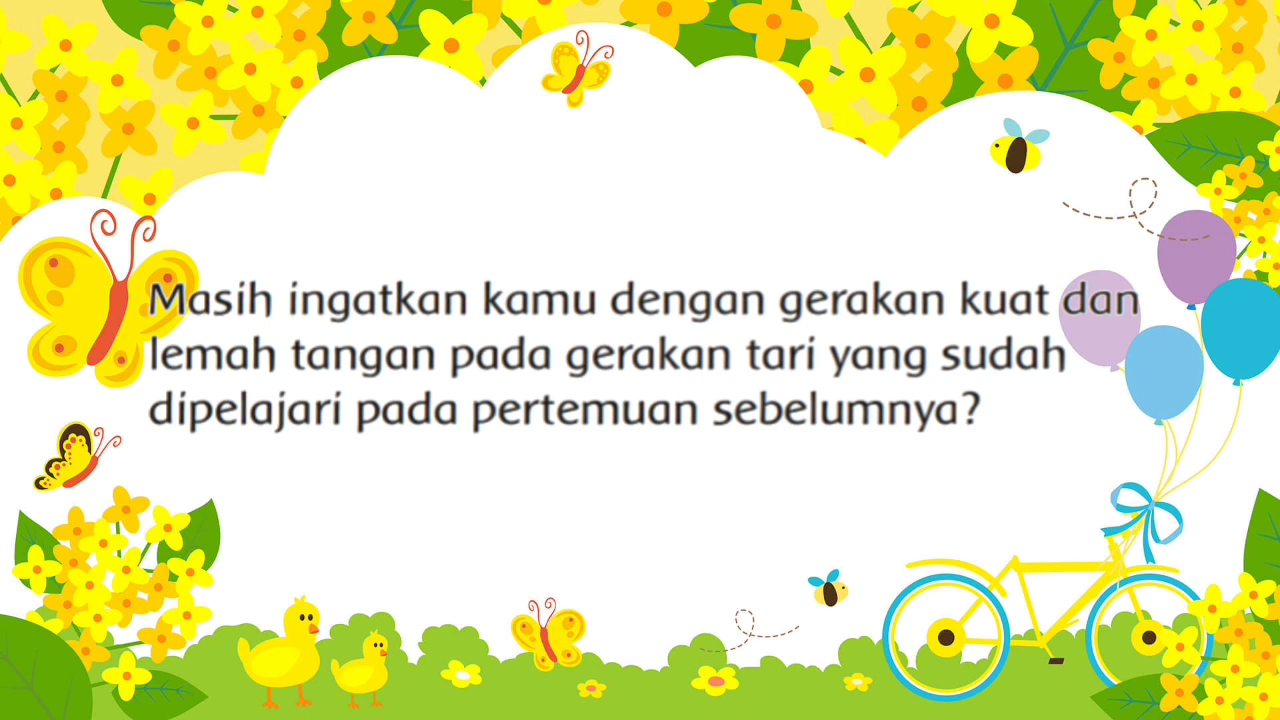 Masih ingatkan kamu dengan gerakan kuat dan
lemah tangan pada gerakan tari yang sudah
dipelajari pada pertemuan sebelumnya?